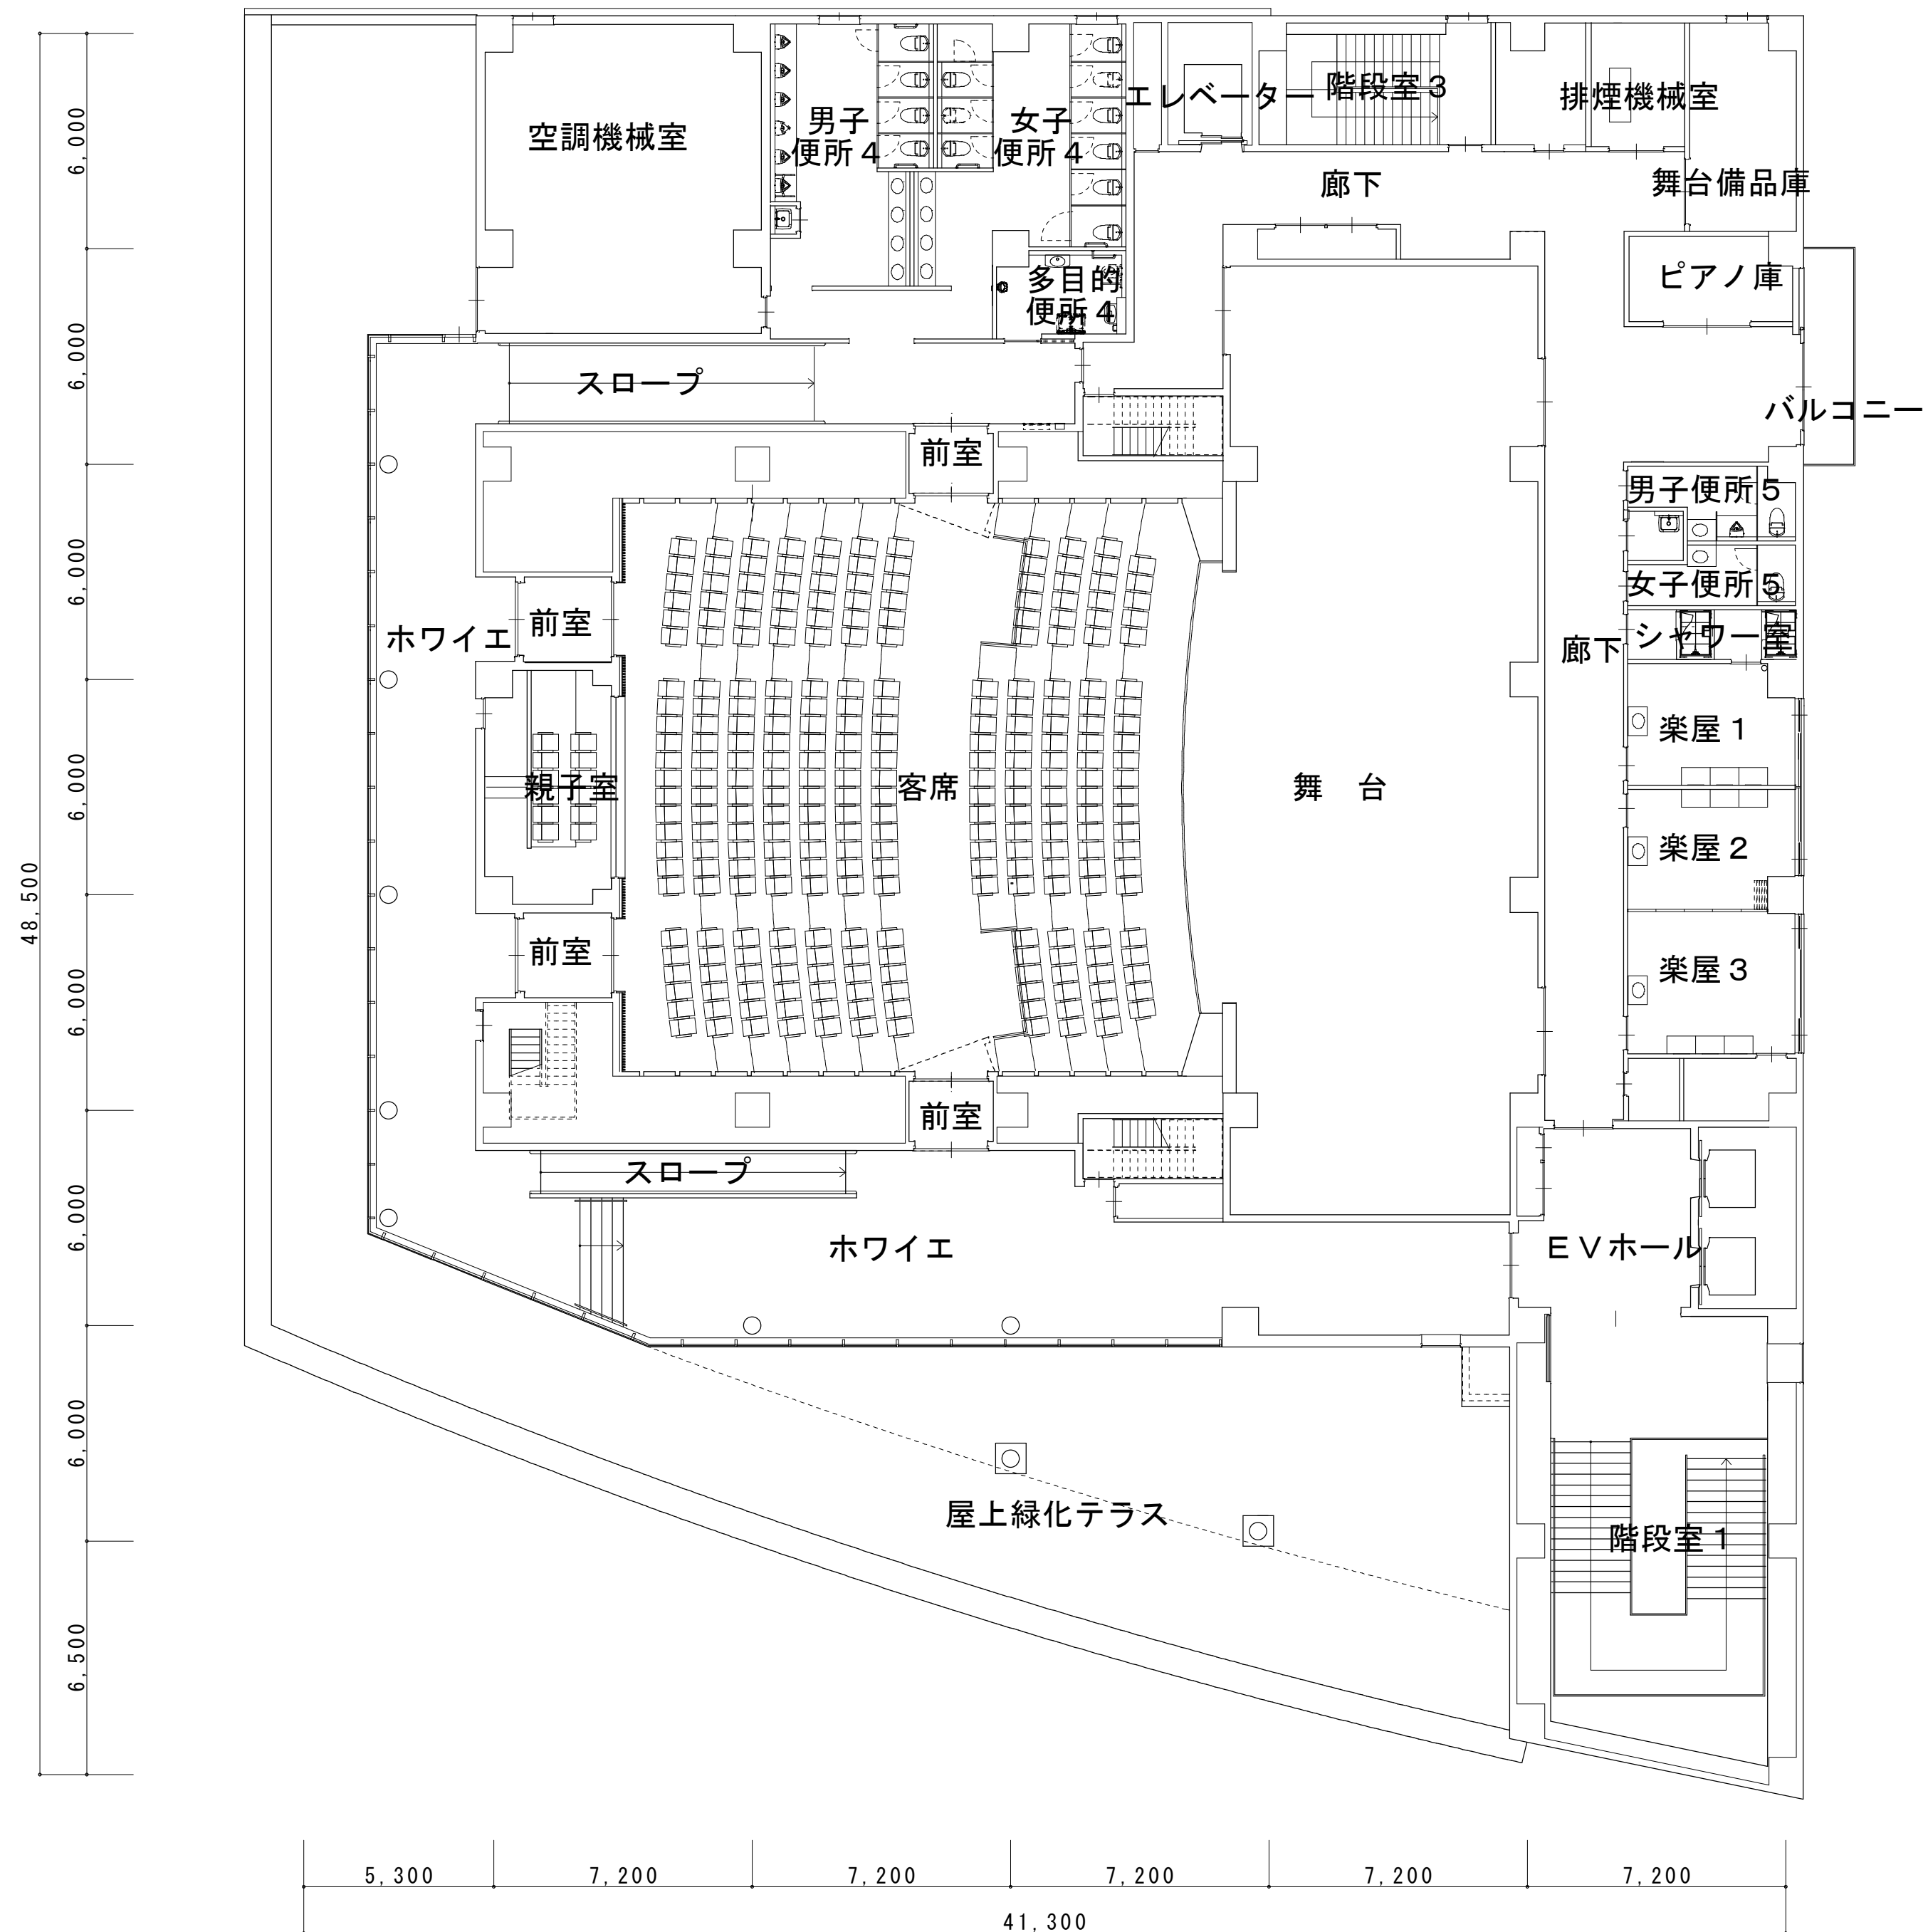 空調機械室
男子
便所４
女子
便所４
エレベーター
階段室３
排煙機械室
廊下
舞台備品庫
多目的
便所４
ピアノ庫
スロープ
バルコニー
前室
男子便所５
女子便所５
前室
ホワイエ
廊下
シャワー室
楽屋１
親子室
客席
舞　台
楽屋２
前室
楽屋３
前室
スロープ
ホワイエ
ＥＶホール
屋上緑化テラス
階段室１
48,500
6,000
6,000
6,000
6,000
6,000
6,000
6,000
6,500
5,300
7,200
7,200
7,200
7,200
7,200
41,300